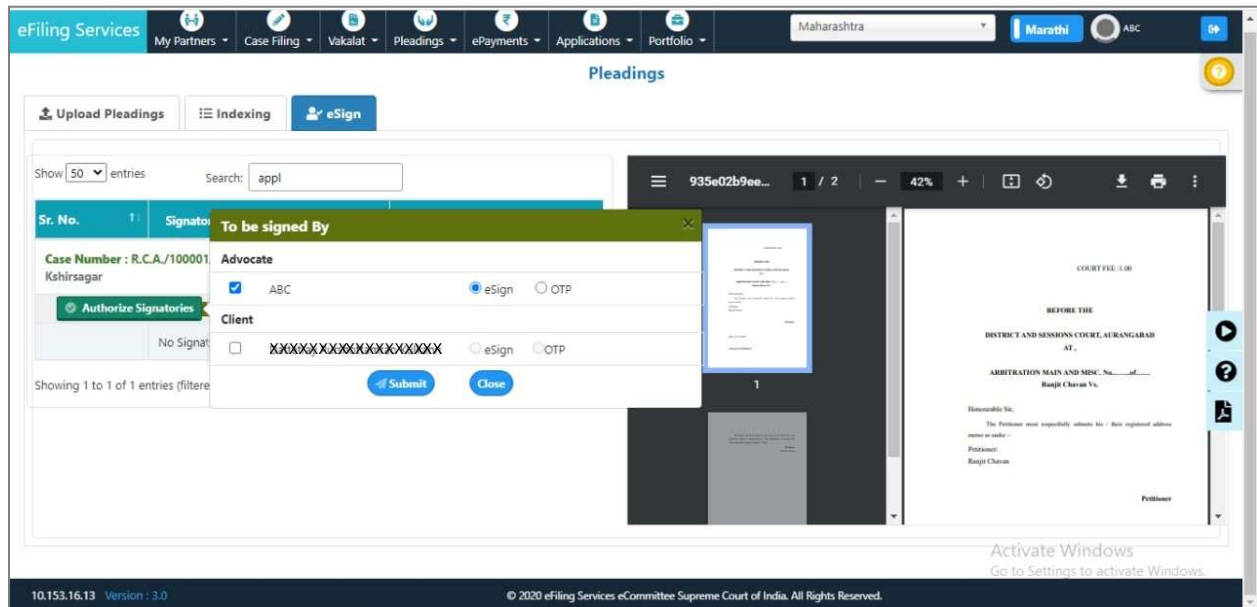 eFiling Services
My Partners
Case Filing
Vakalat
Pleadings
ePayments
Applications
Portfolio
Maharashtra
Marathi
ABC
Pleadings
Upload Pleadings
Indexing
eSign
Show 50 entries
Search: appl
Sr. No.
Signato
Case Number : R.C.A./100001
Kshirsagar
Authorize Signatories
No Signat
Showing 1 to 1 of 1 entries (filtere
To be signed By
Advocate
ABC
eSign
OTP
Client
eSign
OTP
Submit
Close
935e02b9ee...
1 / 2
42%
1
COURT FEE :1.00
BEFORE THE
DISTRICT AND SESSIONS COURT, AURANGABAD
AT ,
ARBITRATION MAIN AND MISC. No.........of.......
Ranjit Chavan Vs.
Honourable Sir,
The Petitioner most respectfully submits his / their registered address
memo as under :-
Petitioner:
Ranjit Chavan
Petitioner
Activate Windows
Go to Settings to activate Windows.
10.153.16.13 Version : 3.0
© 2020 eFiling Services eCommittee Supreme Court of India. All Rights Reserved.